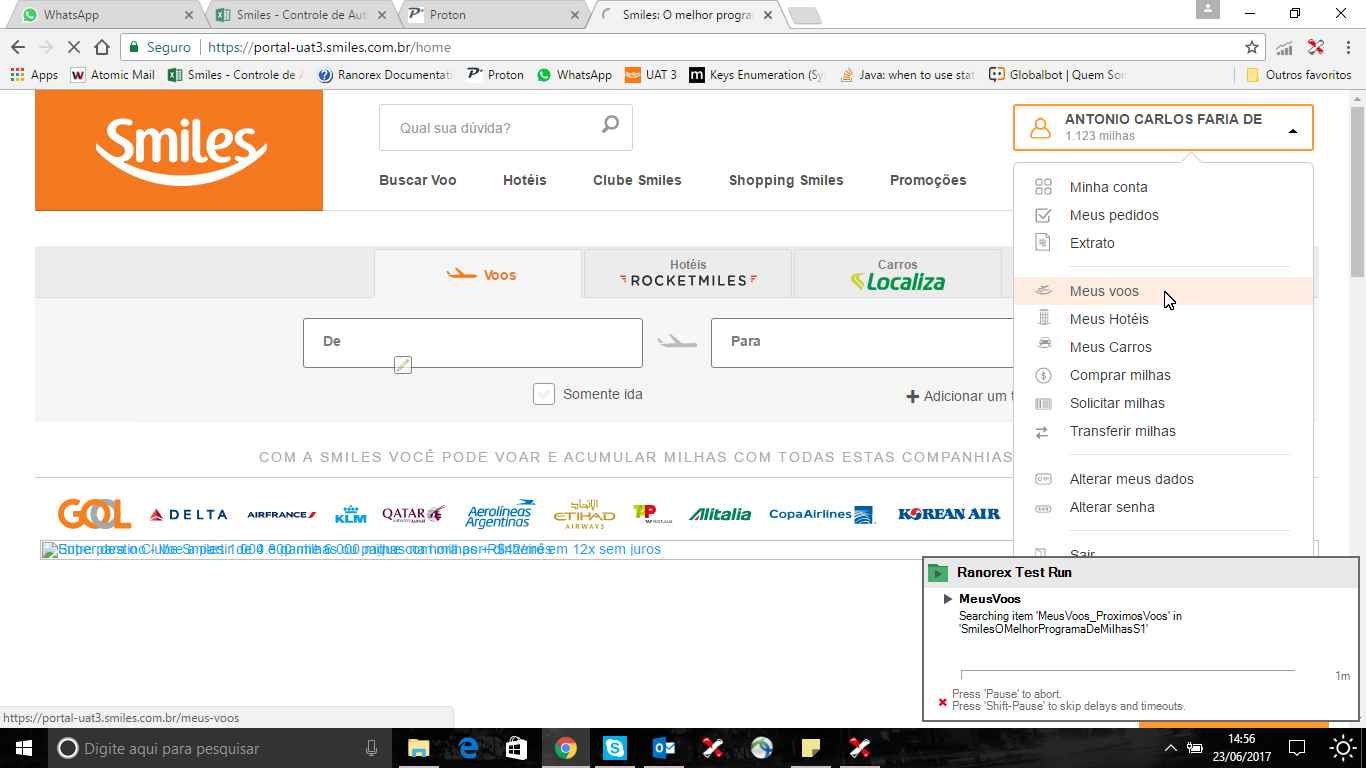 WhatsApp
Smiles - Controle de Aut
Proton
Smiles: O melhor progra
Seguro
https://portal-uat3.smiles.com.br/home
Apps
Atomic Mail
Smiles - Controle de A
Ranorex Documentat
Proton
WhatsApp
UAT 3
Keys Enumeration (Sy
Java: when to use stat
Globalbot | Quem Som
Outros favoritos
Smiles
Qual sua dúvida?
ANTONIO CARLOS FARIA DE
1.123 milhas
Buscar Voo
Hotéis
Clube Smiles
Shopping Smiles
Promoções
Minha conta
Meus pedidos
Extrato
Meus voos
Meus Hotéis
Meus Carros
Comprar milhas
Solicitar milhas
Transferir milhas
Alterar meus dados
Alterar senha
Sair
Voos
Hotéis
ROCKETMILES
Carros
Localiza
De
Para
Somente ida
Adicionar um t
COM A SMILES VOCÊ PODE VOAR E ACUMULAR MILHAS COM TODAS ESTAS COMPANHIAS
GOL
DELTA
AIRFRANCE
KLM
QATAR
Aerolíneas Argentinas
ETIHAD AIRWAYS
TP
Alitalia
CopaAirlines
KOREAN AIR
em 12x sem juros
Ranorex Test Run
MeusVoos
Searching item 'MeusVoos_ProximosVoos' in
'SmilesOMelhorProgramaDeMilhasS1'
1m
Press 'Pause' to abort.
Press 'Shift-Pause' to skip delays and timeouts.
https://portal-uat3.smiles.com.br/meus-voos
Digite aqui para pesquisar
14:56
23/06/2017